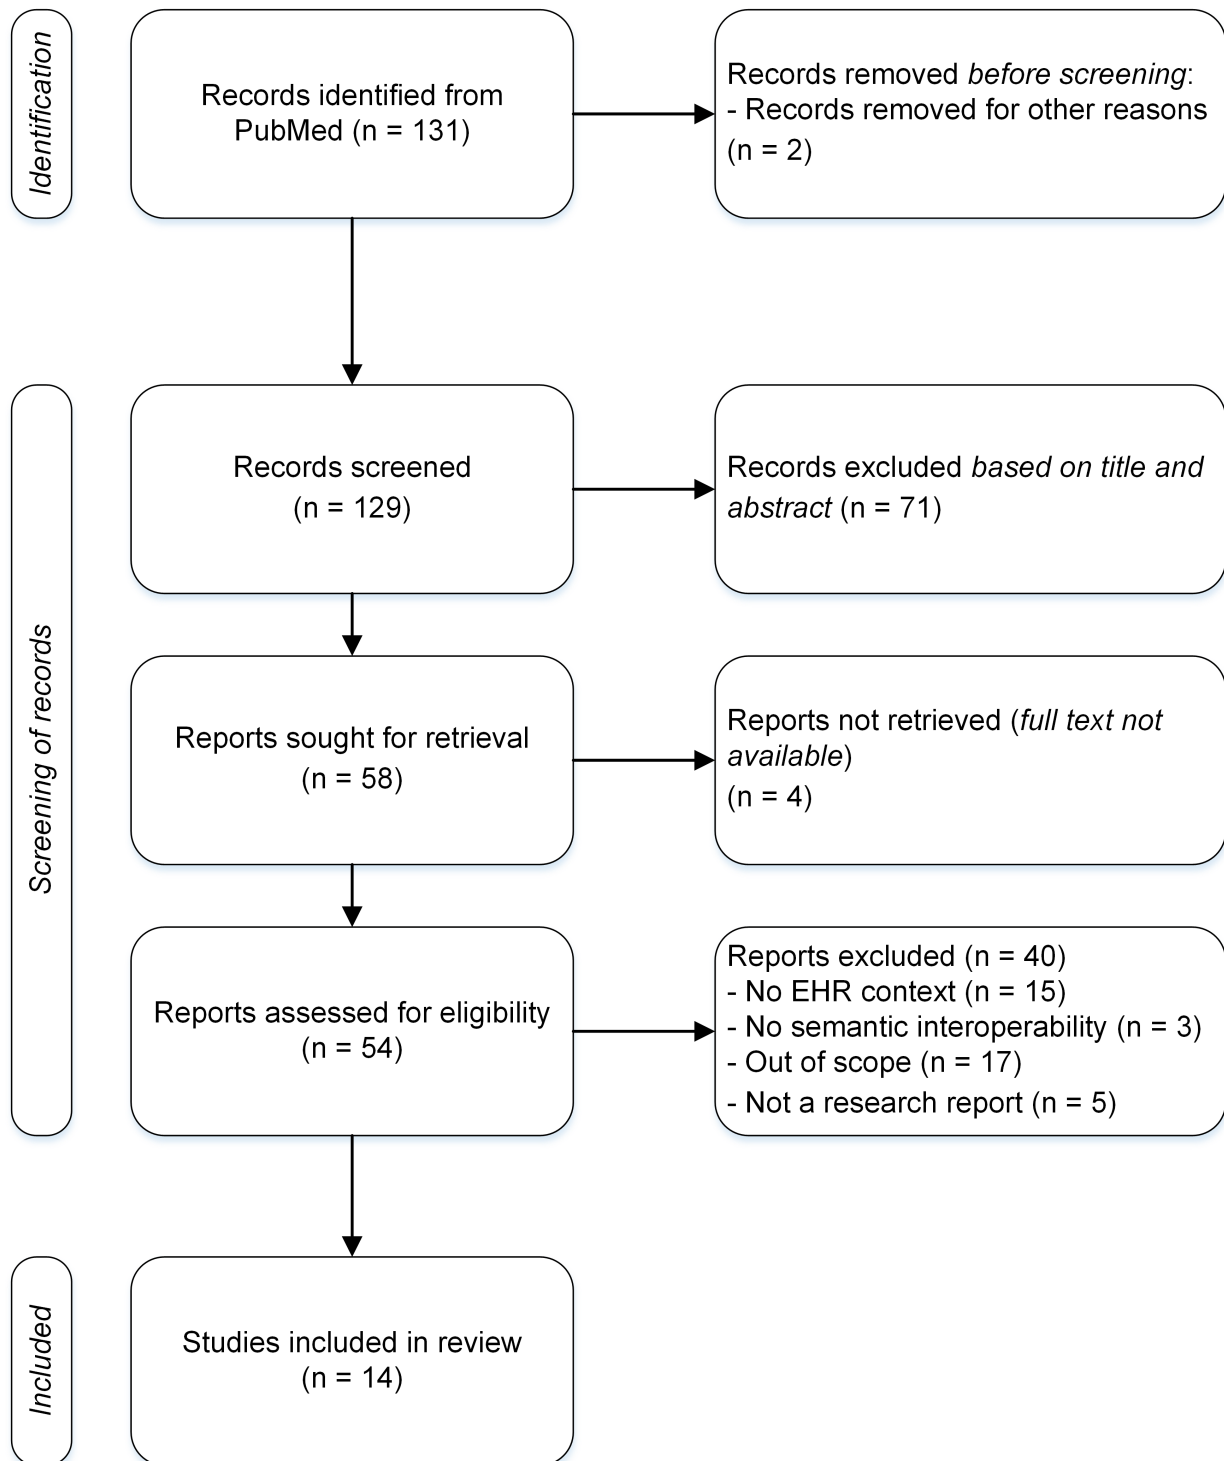 Identification
Records identified from
PubMed (n = 131)
Records removed before screening:
- Records removed for other reasons
(n = 2)
Screening of records
Records screened
(n = 129)
Records excluded based on title and
abstract (n = 71)
Reports sought for retrieval
(n = 58)
Reports not retrieved (full text not
available)
(n = 4)
Reports assessed for eligibility
(n = 54)
Reports excluded (n = 40)
- No EHR context (n = 15)
- No semantic interoperability (n = 3)
- Out of scope (n = 17)
- Not a research report (n = 5)
Included
Studies included in review
(n = 14)